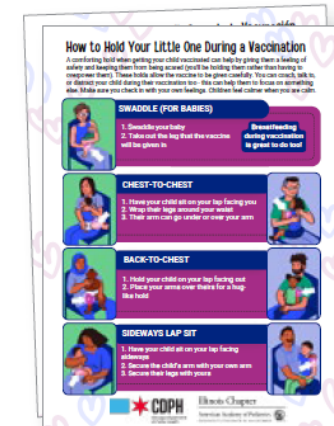 How to Hold Your Little One During a Vaccination
A comforting hold when getting your child vaccinated can help by giving them a feeling of
safety and keeping them from being scared (you'll be holding them rather than having to
overpower them). These holds allow the vaccine to be given carefully. You can coach, talk to,
or distract your child during their vaccination too - this can help them to focus on something
else. Make sure you check in with your own feelings. Children feel calmer when you are calm.
SWADDLE (FOR BABIES)
1. Swaddle your baby
2. Take out the leg that the vaccine
will be given in
Breastfeeding
during vaccination
is great to do too!
CHEST-TO-CHEST
1. Have your child sit on your lap facing you
2. Wrap their legs around your waist
3. Their arm can go under or over your arm
BACK-TO-CHEST
1. Hold your child on your lap facing out
2. Place your arms over theirs for a hug-
like hold
SIDEWAYS LAP SIT
1. Have your child sit on your lap facing
sideways
2. Secure the child's arm with your own arm
3. Secure their legs with yours
CDPH
Illinois Chapter
American Academy of Pediatrics